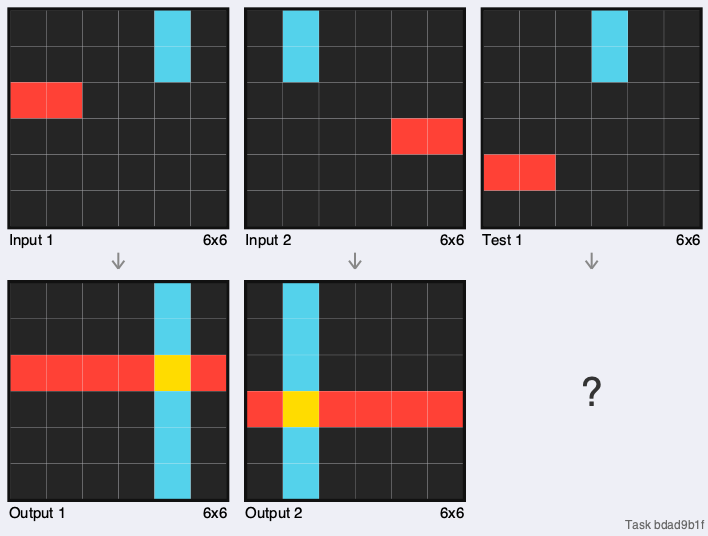 Input 1 6x6
Input 2 6x6
Test 1 6x6
?
Output 1 6x6
Output 2 6x6
Task bdad9b1f